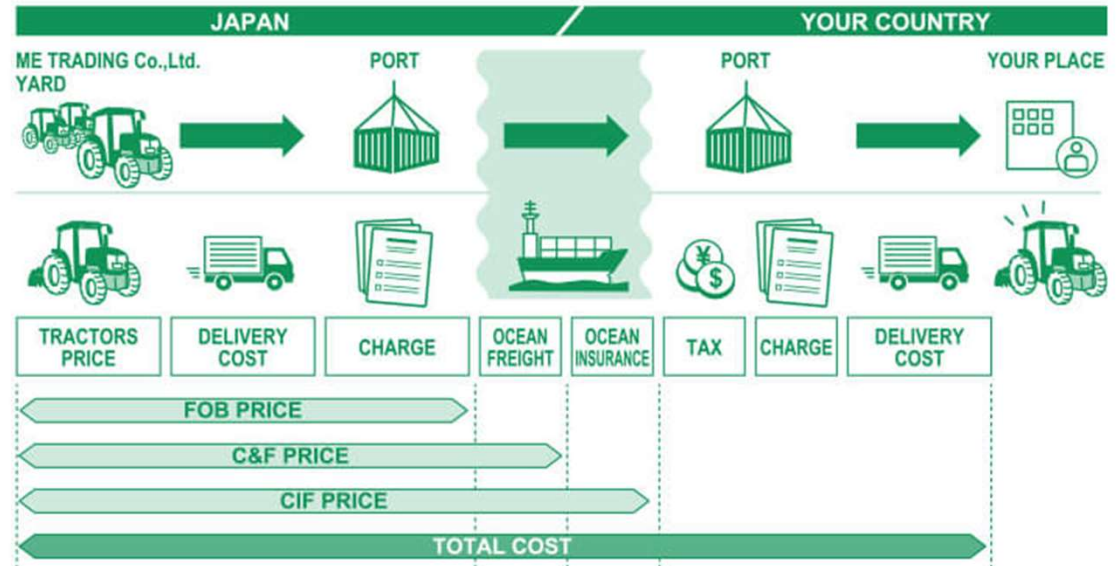 JAPAN
YOUR COUNTRY
ME TRADING Co.,Ltd.
YARD
PORT
PORT
YOUR PLACE
¥
$
TRACTORS
PRICE
DELIVERY
COST
CHARGE
OCEAN
FREIGHT
OCEAN
INSURANCE
TAX
CHARGE
DELIVERY
COST
FOB PRICE
C&F PRICE
CIF PRICE
TOTAL COST